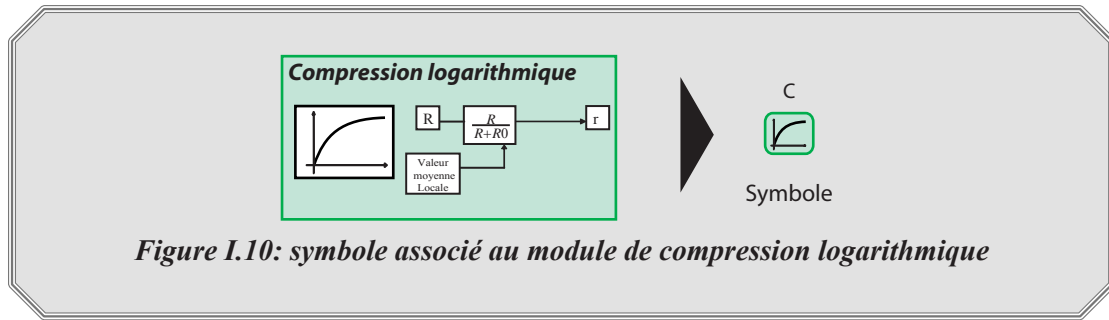 Compression logarithmique
R
R
R+R0
r
Valeur
moyenne
Locale
C
Symbole
Figure I.10: symbole associé au module de compression logarithmique